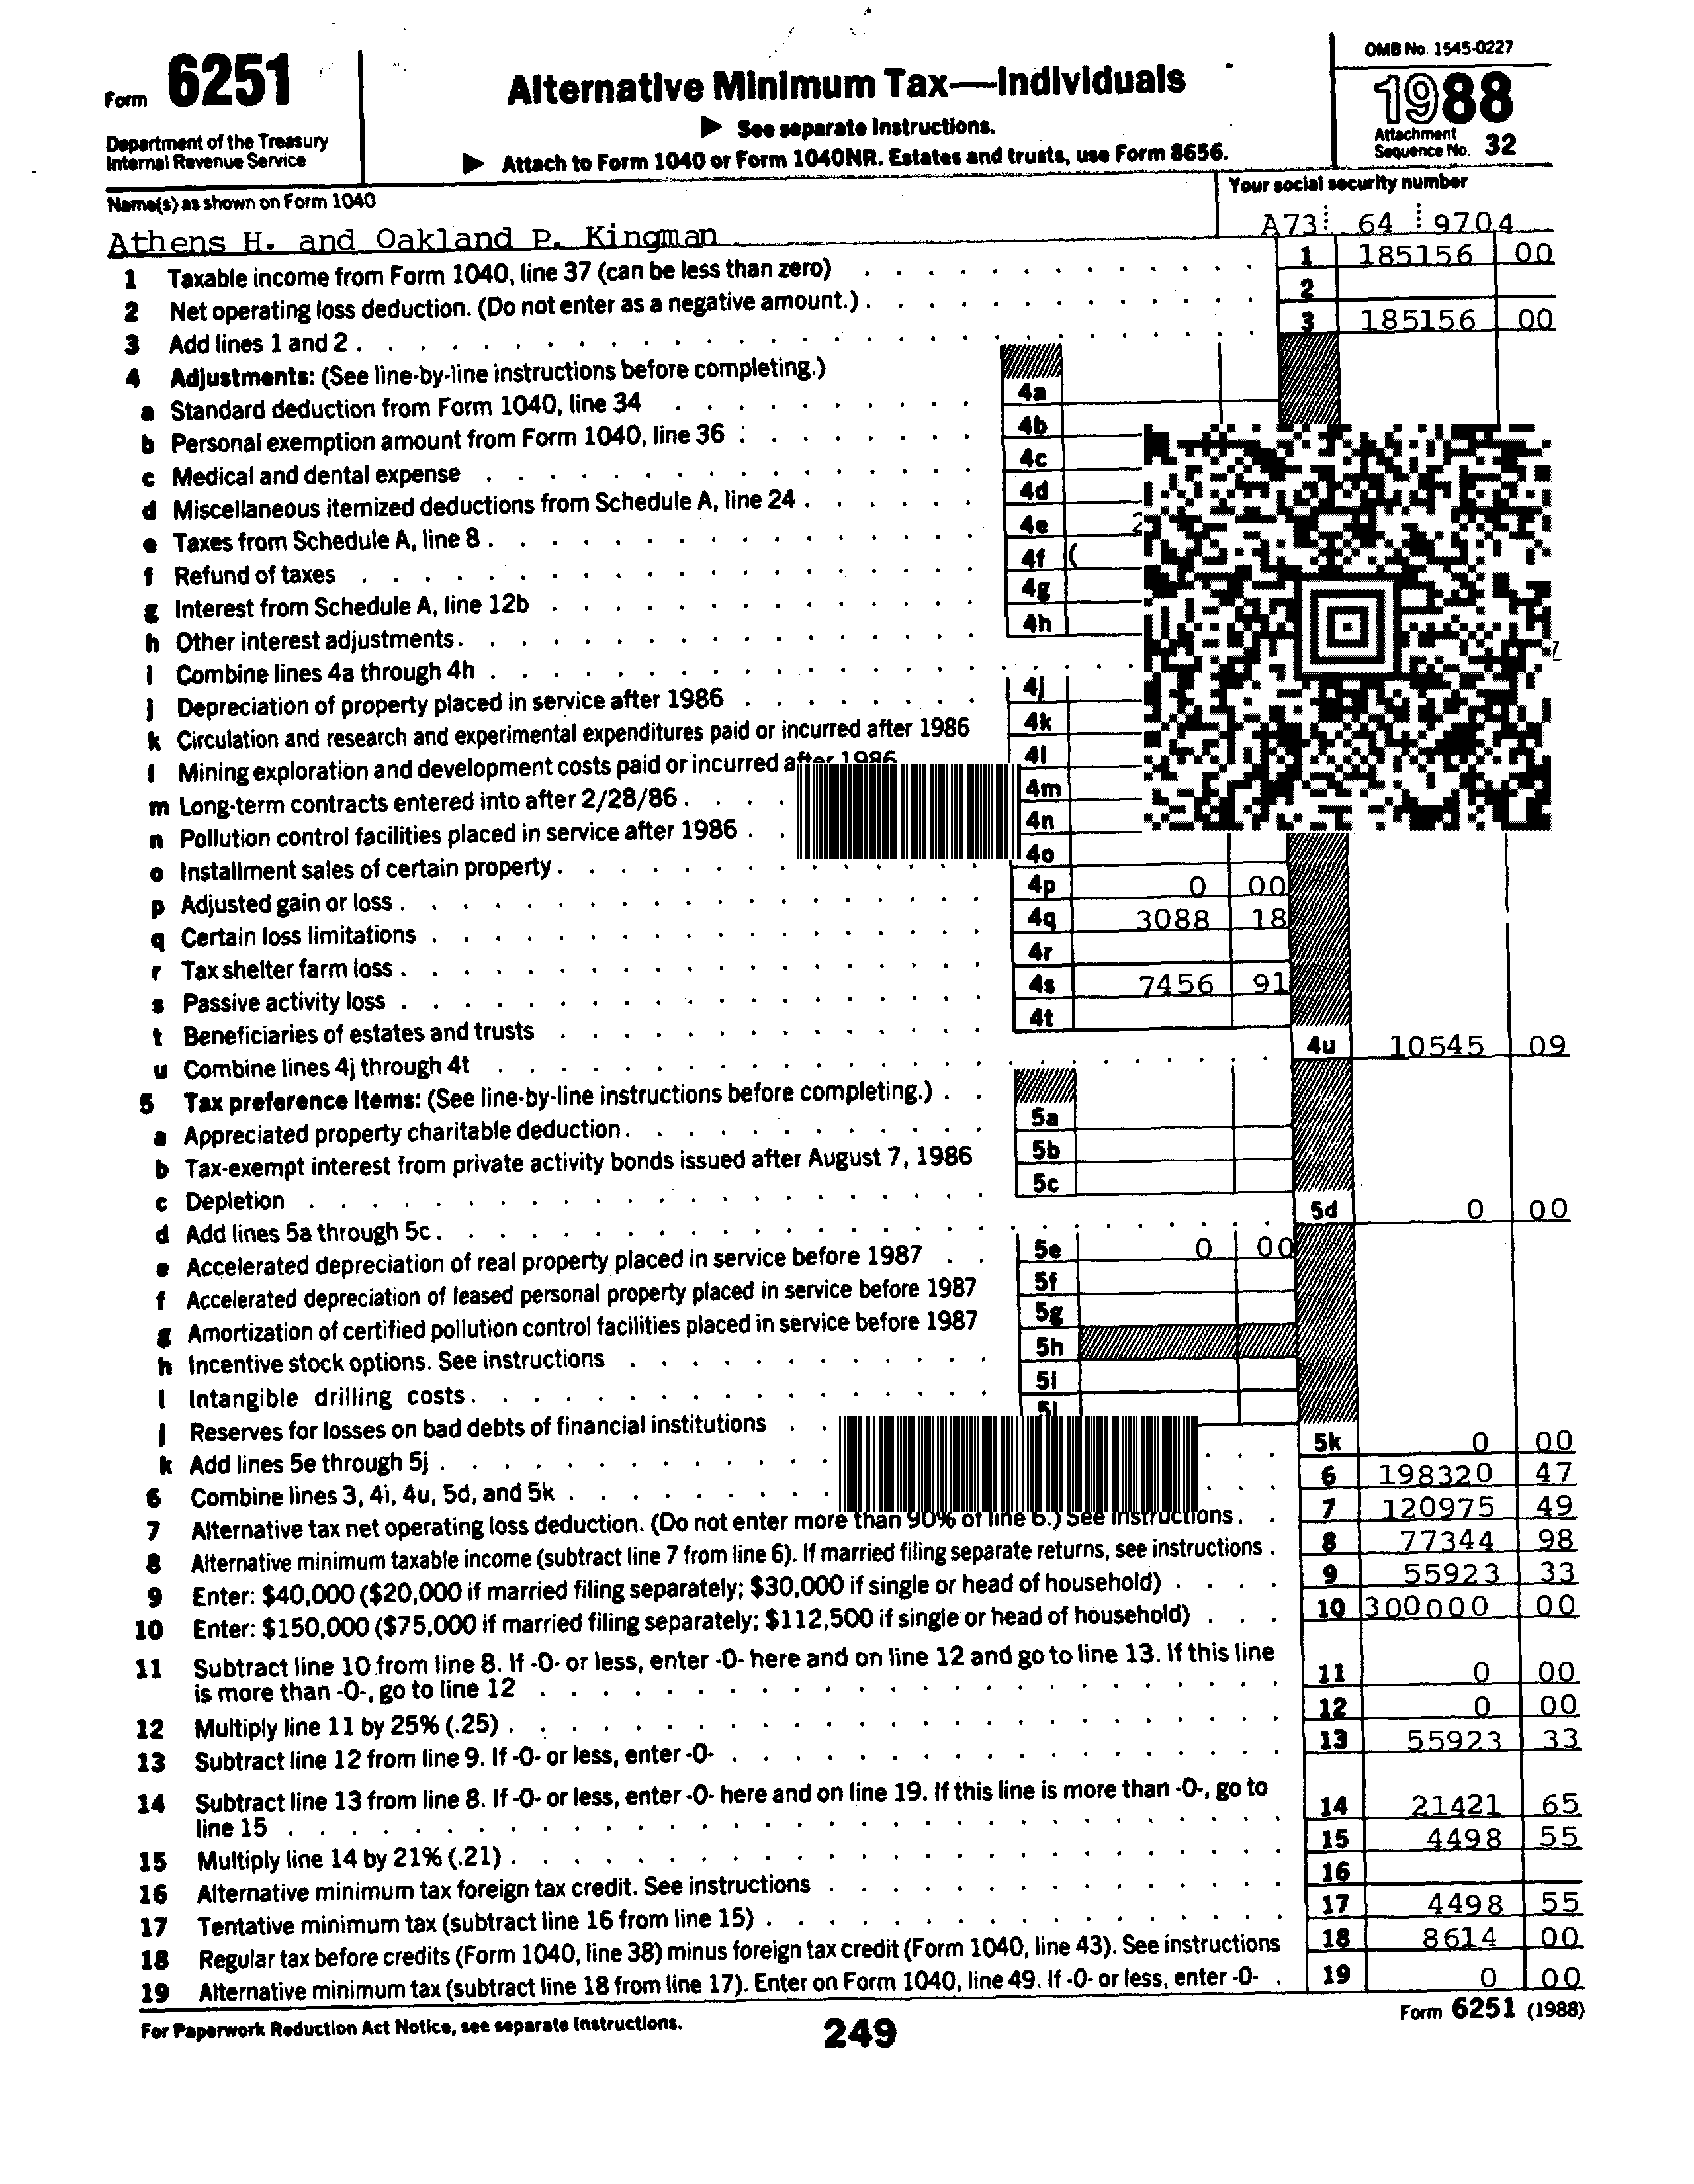 Form 6251
Department of the Treasury
Internal Revenue Service
Alternative Minimum Tax—Individuals
▶ See separate Instructions.
▶ Attach to Form 1040 or Form 1040NR. Estates and trusts, use Form 8656.
OMB No. 1545-0227
1988
Attachment
Sequence No. 32
Name(s) as shown on Form 1040
Your social security number
Athens H. and Oakland P. Kingman
A73 64 9704
1 Taxable income from Form 1040, line 37 (can be less than zero) 1 185156 00
2 Net operating loss deduction. (Do not enter as a negative amount.) 2
3 Add lines 1 and 2 3 185156 00
4 Adjustments: (See line-by-line instructions before completing.)
a Standard deduction from Form 1040, line 34 4a
b Personal exemption amount from Form 1040, line 36 4b
c Medical and dental expense 4c
d Miscellaneous itemized deductions from Schedule A, line 24 4d
e Taxes from Schedule A, line 8 4e
f Refund of taxes 4f (
g Interest from Schedule A, line 12b 4g
h Other interest adjustments 4h
i Combine lines 4a through 4h
j Depreciation of property placed in service after 1986 4j
k Circulation and research and experimental expenditures paid or incurred after 1986 4k
l Mining exploration and development costs paid or incurred after 1986 4l
m Long-term contracts entered into after 2/28/86 4m
n Pollution control facilities placed in service after 1986 4n
o Installment sales of certain property 4o
p Adjusted gain or loss 4p 0 00
q Certain loss limitations 4q 3088 18
r Tax shelter farm loss 4r
s Passive activity loss 4s 7456 91
t Beneficiaries of estates and trusts 4t
u Combine lines 4j through 4t 4u 10545 09
5 Tax preference items: (See line-by-line instructions before completing.)
a Appreciated property charitable deduction 5a
b Tax-exempt interest from private activity bonds issued after August 7, 1986 5b
c Depletion 5c
d Add lines 5a through 5c 5d 0 00
e Accelerated depreciation of real property placed in service before 1987 5e 0 00
f Accelerated depreciation of leased personal property placed in service before 1987 5f
g Amortization of certified pollution control facilities placed in service before 1987 5g
h Incentive stock options. See instructions 5h
i Intangible drilling costs 5i
j Reserves for losses on bad debts of financial institutions 5j
k Add lines 5e through 5j 5k 0 00
6 Combine lines 3, 4i, 4u, 5d, and 5k 6 198320 47
7 Alternative tax net operating loss deduction. (Do not enter more than 90% of line 6.) See instructions 7 120975 49
8 Alternative minimum taxable income (subtract line 7 from line 6). If married filing separate returns, see instructions 8 77344 98
9 Enter: $40,000 ($20,000 if married filing separately; $30,000 if single or head of household) 9 55923 33
10 Enter: $150,000 ($75,000 if married filing separately; $112,500 if single or head of household) 10 300000 00
11 Subtract line 10 from line 8. If -0- or less, enter -0- here and on line 12 and go to line 13. If this line
is more than -0-, go to line 12 11 0 00
12 Multiply line 11 by 25% (.25) 12 0 00
13 Subtract line 12 from line 9. If -0- or less, enter -0- 13 55923 33
14 Subtract line 13 from line 8. If -0- or less, enter -0- here and on line 19. If this line is more than -0-, go to
line 15 14 21421 65
15 Multiply line 14 by 21% (.21) 15 4498 55
16 Alternative minimum tax foreign tax credit. See instructions 16
17 Tentative minimum tax (subtract line 16 from line 15) 17 4498 55
18 Regular tax before credits (Form 1040, line 38) minus foreign tax credit (Form 1040, line 43). See instructions 18 8614 00
19 Alternative minimum tax (subtract line 18 from line 17). Enter on Form 1040, line 49. If -0- or less, enter -0- 19 0 00
For Paperwork Reduction Act Notice, see separate Instructions.
249
Form 6251 (1988)